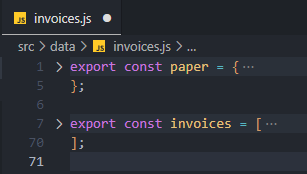 JS invoices.js ●
src > data > JS invoices.js > ...
1 > export const paper = { ...
5 };
6
7 > export const invoices = [ ...
70 ];
71